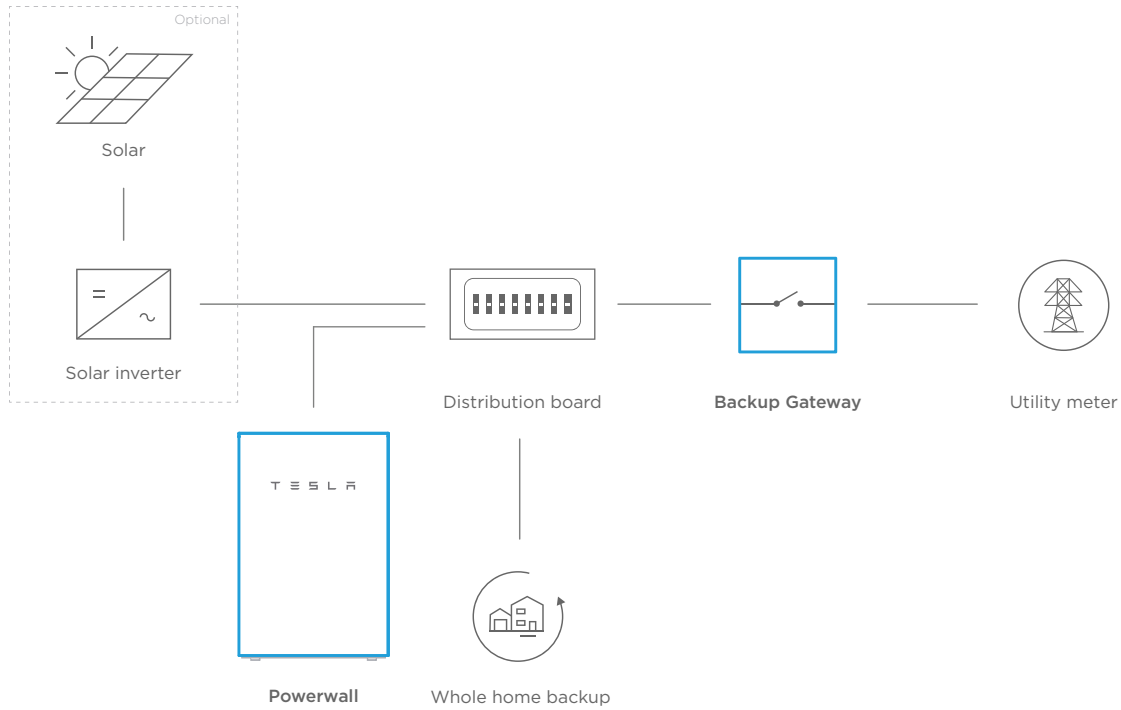 Optional
Solar
Solar inverter
Distribution board
Backup Gateway
Utility meter
TESLA
Powerwall
Whole home backup